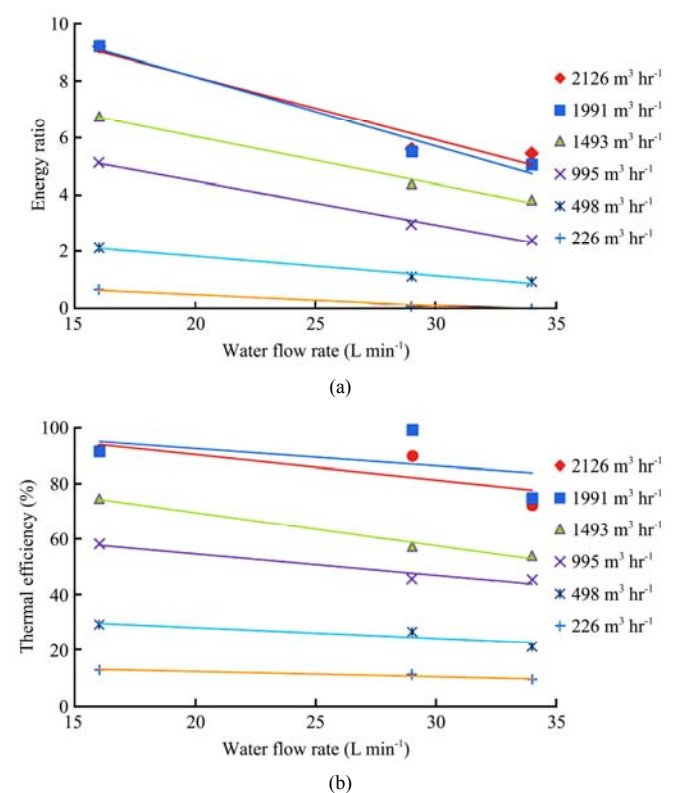 10
8
6
4
2
0
Energy ratio
15 20 25 30 35
Water flow rate (L min⁻¹)
2126 m³ hr⁻¹
1991 m³ hr⁻¹
1493 m³ hr⁻¹
995 m³ hr⁻¹
498 m³ hr⁻¹
226 m³ hr⁻¹
(a)
100
80
60
40
20
0
Thermal efficiency (%)
15 20 25 30 35
Water flow rate (L min⁻¹)
2126 m³ hr⁻¹
1991 m³ hr⁻¹
1493 m³ hr⁻¹
995 m³ hr⁻¹
498 m³ hr⁻¹
226 m³ hr⁻¹
(b)